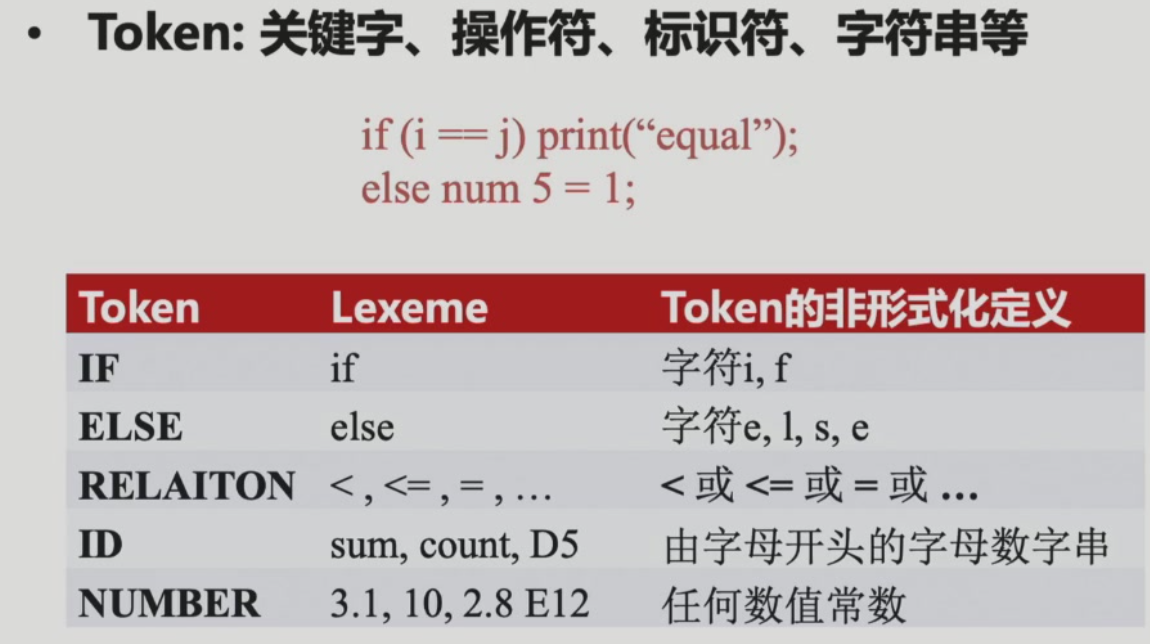 • Token: 关键字、操作符、标识符、字符串等
if (i == j) print(“equal”);
else num 5 = 1;
Token Lexeme Token的非形式化定义
IF if 字符i, f
ELSE else 字符e, l, s, e
RELAITON < , <= , = , … < 或 <= 或 = 或 …
ID sum, count, D5 由字母开头的字母数字串
NUMBER 3.1, 10, 2.8 E12 任何数值常数